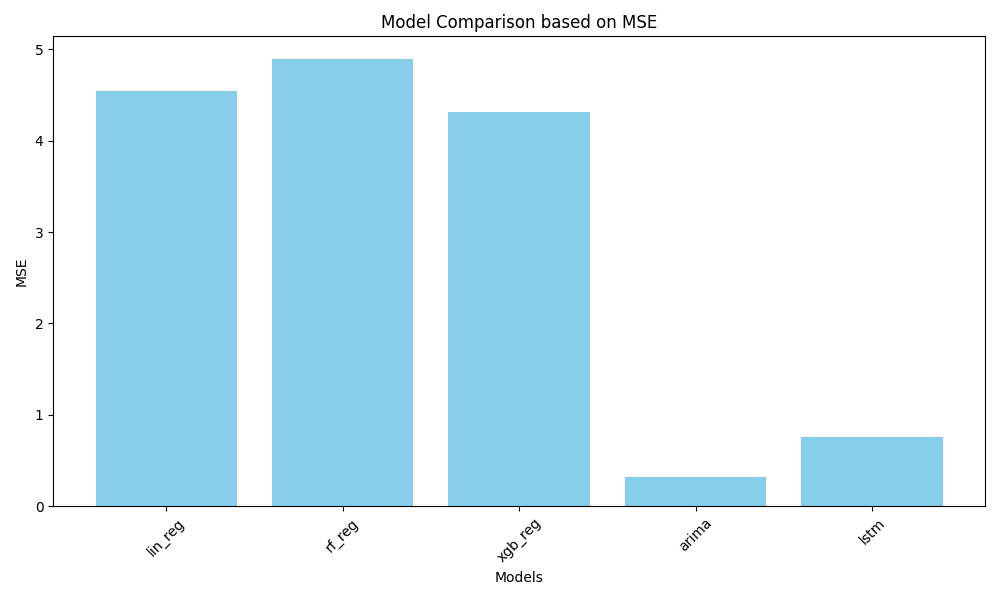 Model Comparison based on MSE
5
4
3
2
1
0
MSE
lin_reg
rf_reg
xgb_reg
arima
lstm
Models